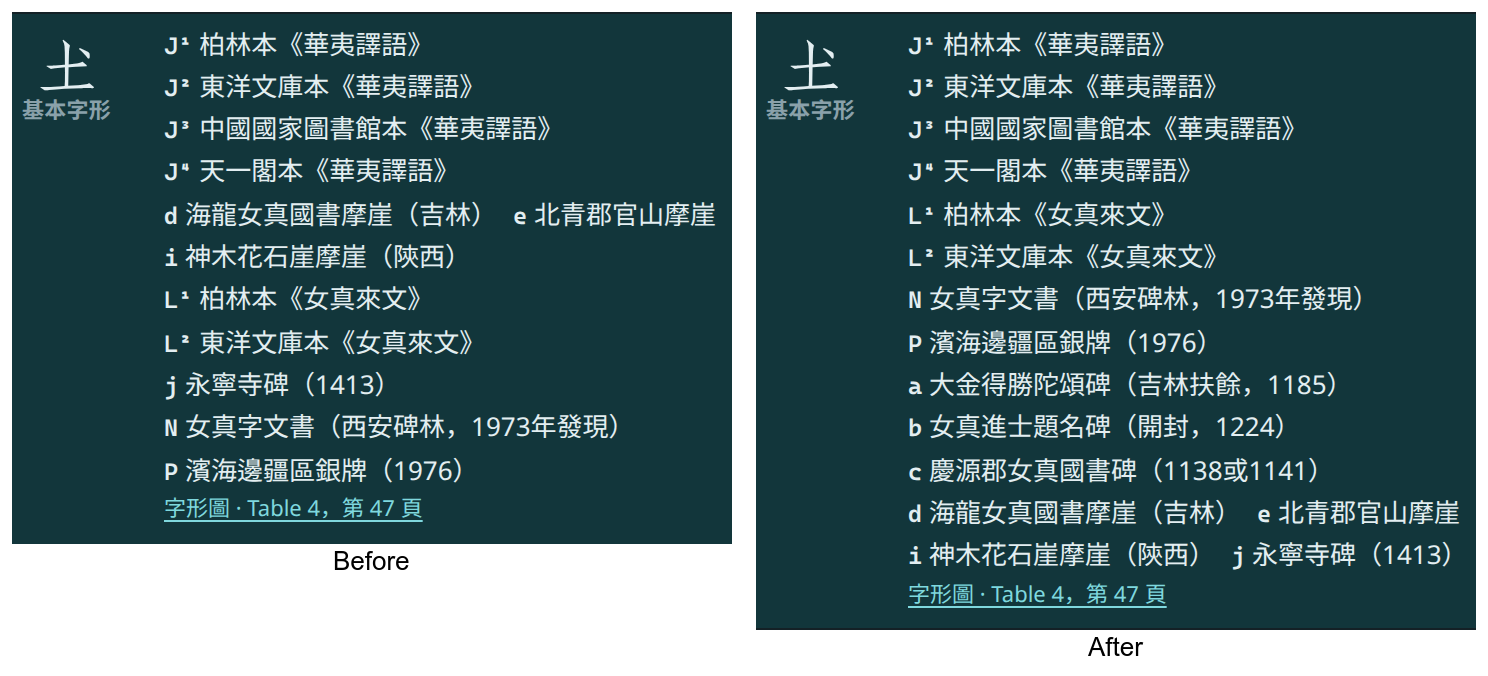 基本字形
J¹ 柏林本《華夷譯語》
J² 東洋文庫本《華夷譯語》
J³ 中國國家圖書館本《華夷譯語》
J⁴ 天一閣本《華夷譯語》
d 海龍女真國書摩崖（吉林） e 北青郡官山摩崖
i 神木花石崖摩崖（陝西）
L¹ 柏林本《女真來文》
L² 東洋文庫本《女真來文》
j 永寧寺碑（1413）
N 女真字文書（西安碑林，1973年發現）
P 濱海邊疆區銀牌（1976）
字形圖 · Table 4，第 47 頁
Before
基本字形
J¹ 柏林本《華夷譯語》
J² 東洋文庫本《華夷譯語》
J³ 中國國家圖書館本《華夷譯語》
J⁴ 天一閣本《華夷譯語》
L¹ 柏林本《女真來文》
L² 東洋文庫本《女真來文》
N 女真字文書（西安碑林，1973年發現）
P 濱海邊疆區銀牌（1976）
a 大金得勝陀頌碑（吉林扶餘，1185）
b 女真進士題名碑（開封，1224）
c 慶源郡女真國書碑（1138或1141）
d 海龍女真國書摩崖（吉林） e 北青郡官山摩崖
i 神木花石崖摩崖（陝西） j 永寧寺碑（1413）
字形圖 · Table 4，第 47 頁
After